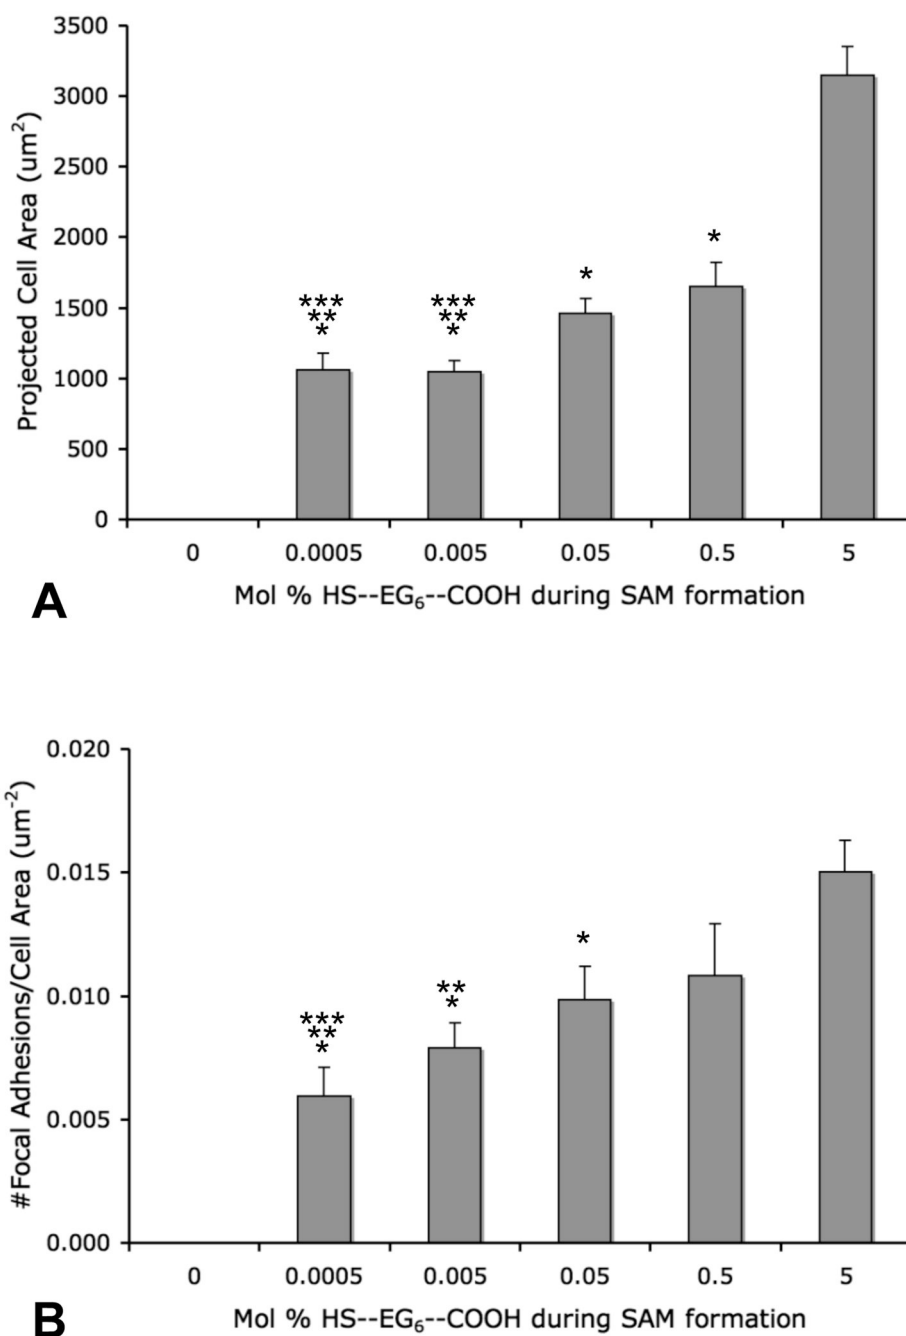 3500
3000
2500
2000
1500
1000
500
0
Projected Cell Area (um²)
*** ***
** **
* * * *
0 0.0005 0.005 0.05 0.5 5
Mol % HS--EG₆--COOH during SAM formation
A
0.020
0.015
0.010
0.005
0.000
#Focal Adhesions/Cell Area (um⁻²)
*** ** *
** *
*
0 0.0005 0.005 0.05 0.5 5
Mol % HS--EG₆--COOH during SAM formation
B